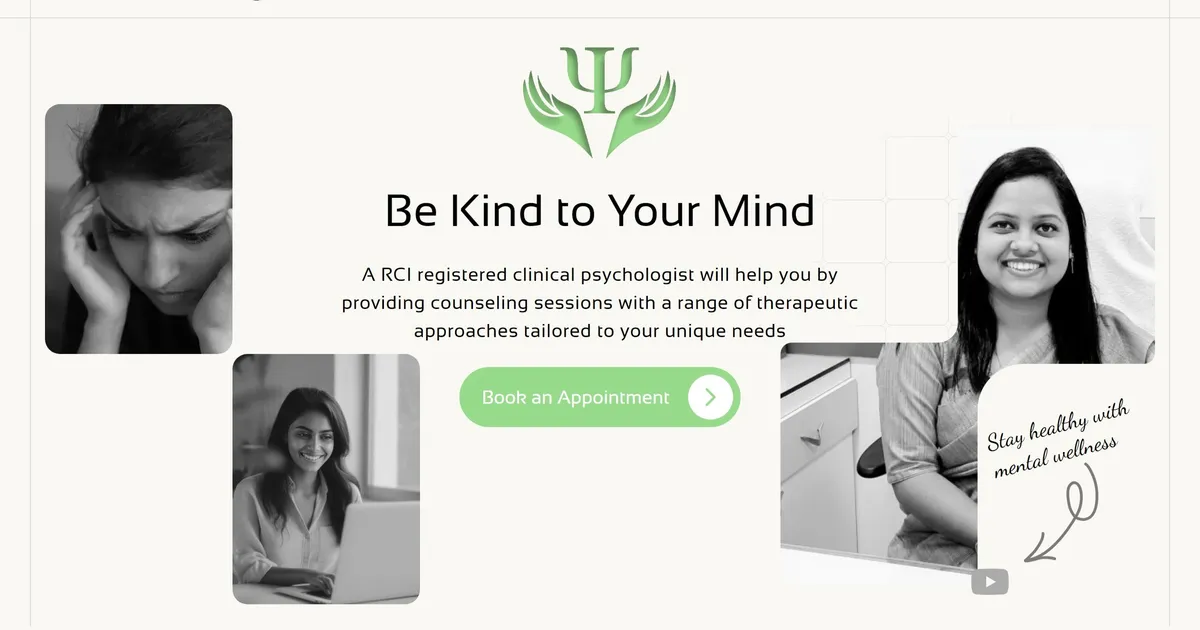 Be Kind to Your Mind
A RCI registered clinical psychologist will help you by
providing counseling sessions with a range of therapeutic
approaches tailored to your unique needs
Book an Appointment
Stay healthy with
mental wellness